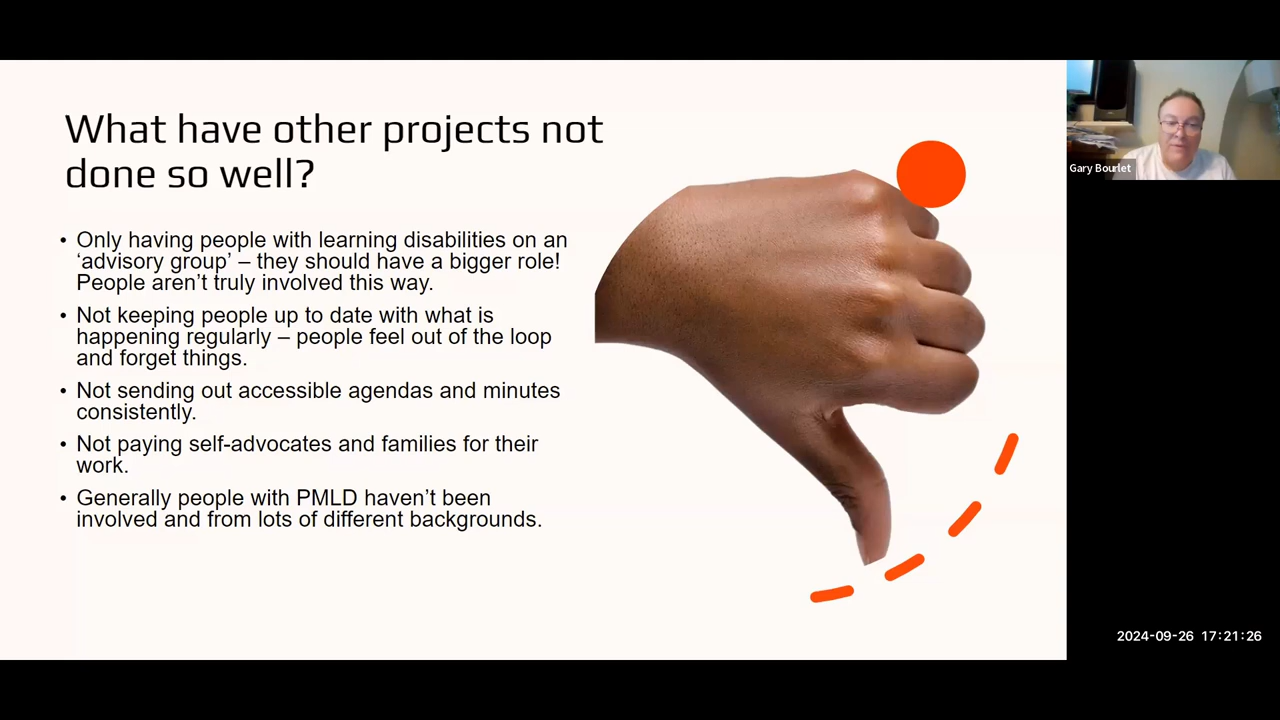 What have other projects not
done so well?
• Only having people with learning disabilities on an
‘advisory group’ – they should have a bigger role!
People aren’t truly involved this way.
• Not keeping people up to date with what is
happening regularly – people feel out of the loop
and forget things.
• Not sending out accessible agendas and minutes
consistently.
• Not paying self-advocates and families for their
work.
• Generally people with PMLD haven’t been
involved and from lots of different backgrounds.
Gary Bourlet
2024-09-26 17:21:26